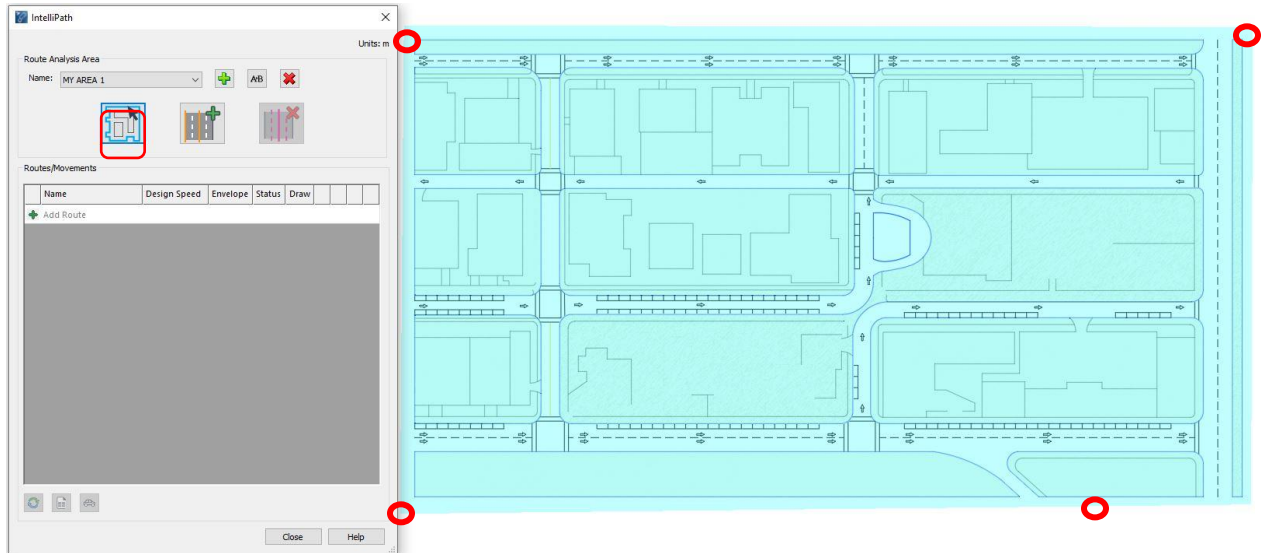 IntelliPath
Units: m
Route Analysis Area
Name: MY AREA 1
A›B
Routes/Movements
Name Design Speed Envelope Status Draw
Add Route
Close Help